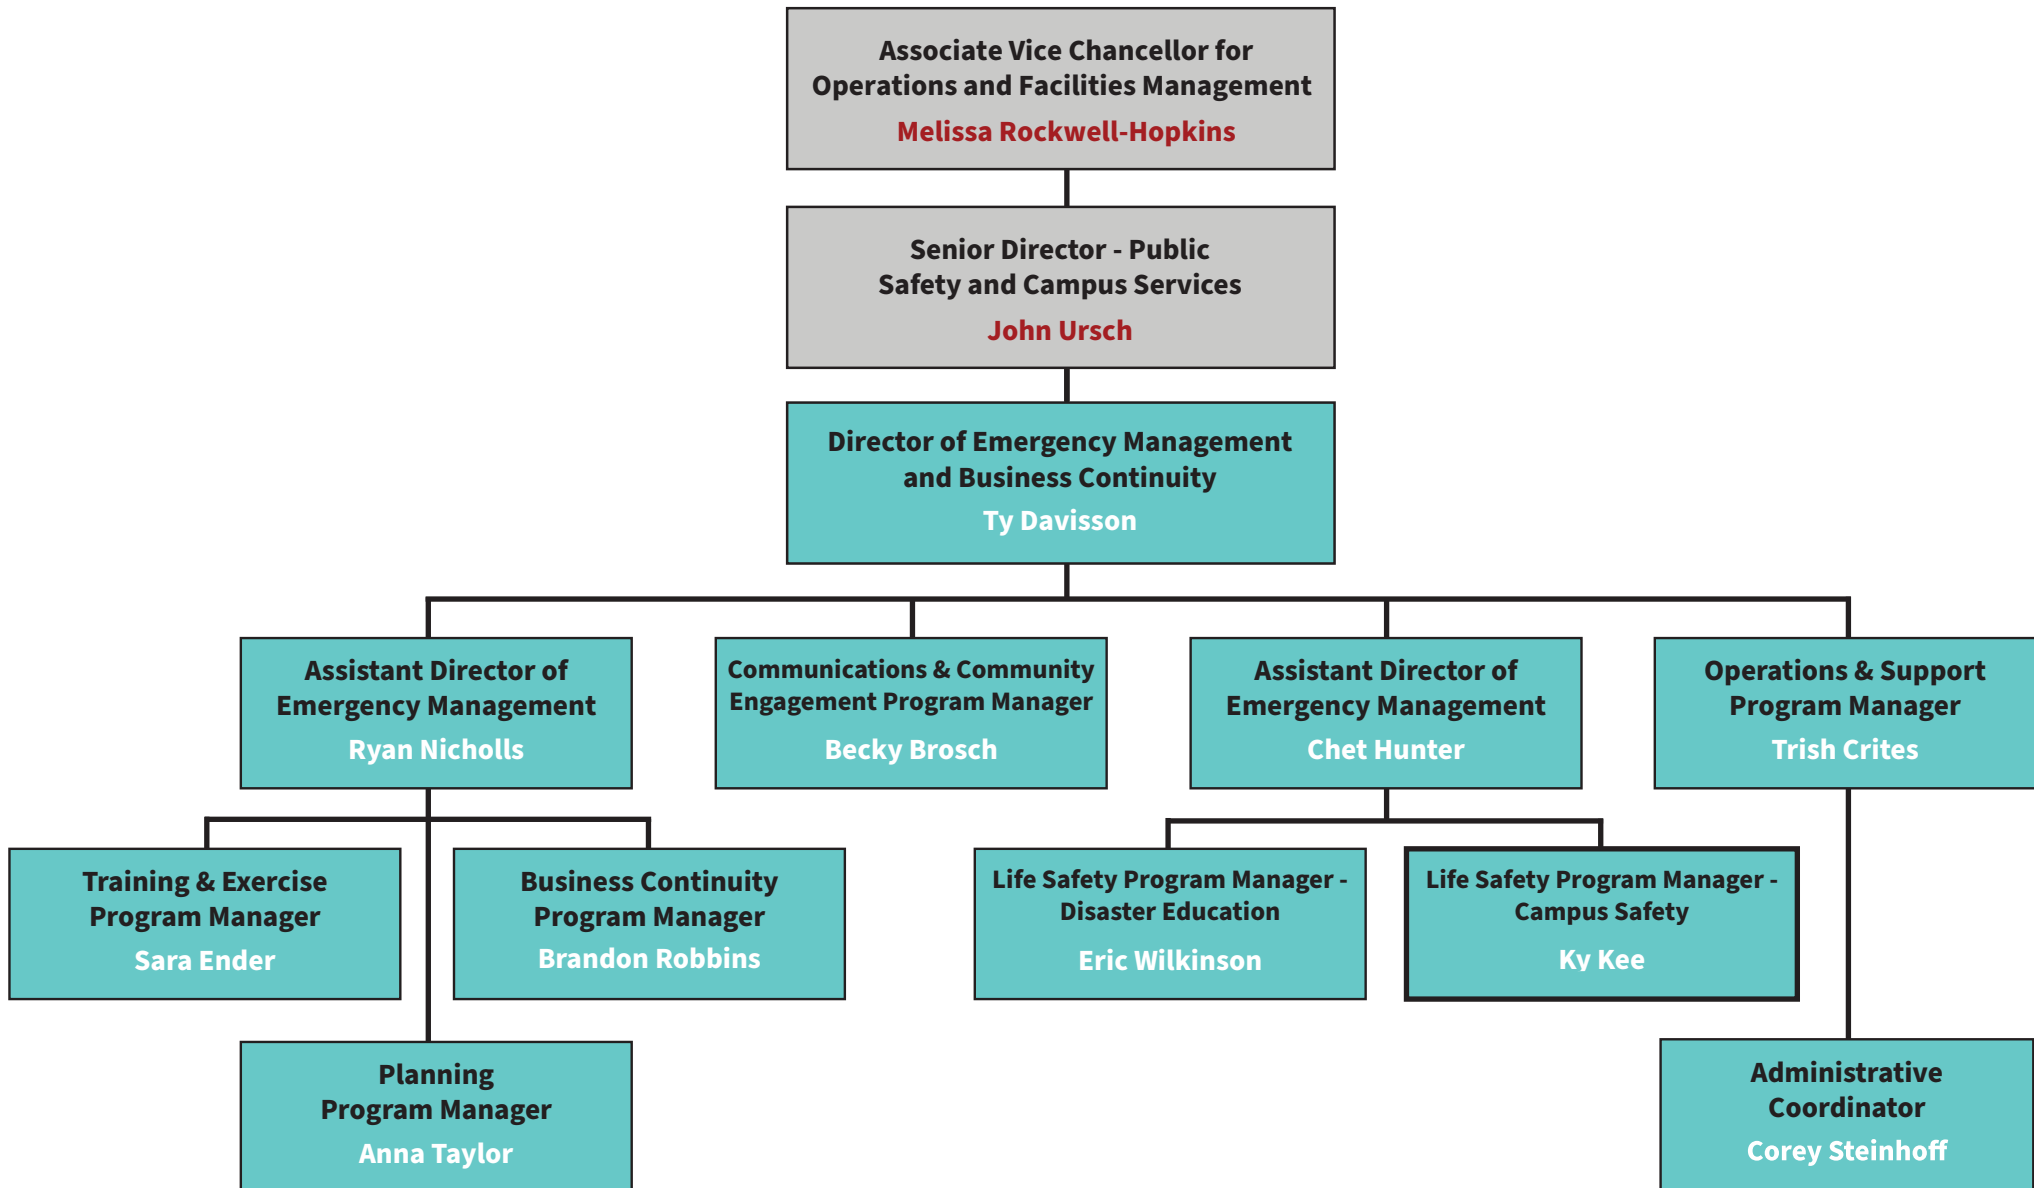 Associate Vice Chancellor for
Operations and Facilities Management
Melissa Rockwell-Hopkins
Senior Director - Public
Safety and Campus Services
John Ursch
Director of Emergency Management
and Business Continuity
Ty Davisson
Assistant Director of
Emergency Management
Ryan Nicholls
Communications & Community
Engagement Program Manager
Becky Brosch
Assistant Director of
Emergency Management
Chet Hunter
Operations & Support
Program Manager
Trish Crites
Training & Exercise
Program Manager
Sara Ender
Business Continuity
Program Manager
Brandon Robbins
Life Safety Program Manager -
Disaster Education
Eric Wilkinson
Life Safety Program Manager -
Campus Safety
Ky Kee
Planning
Program Manager
Anna Taylor
Administrative
Coordinator
Corey Steinhoff